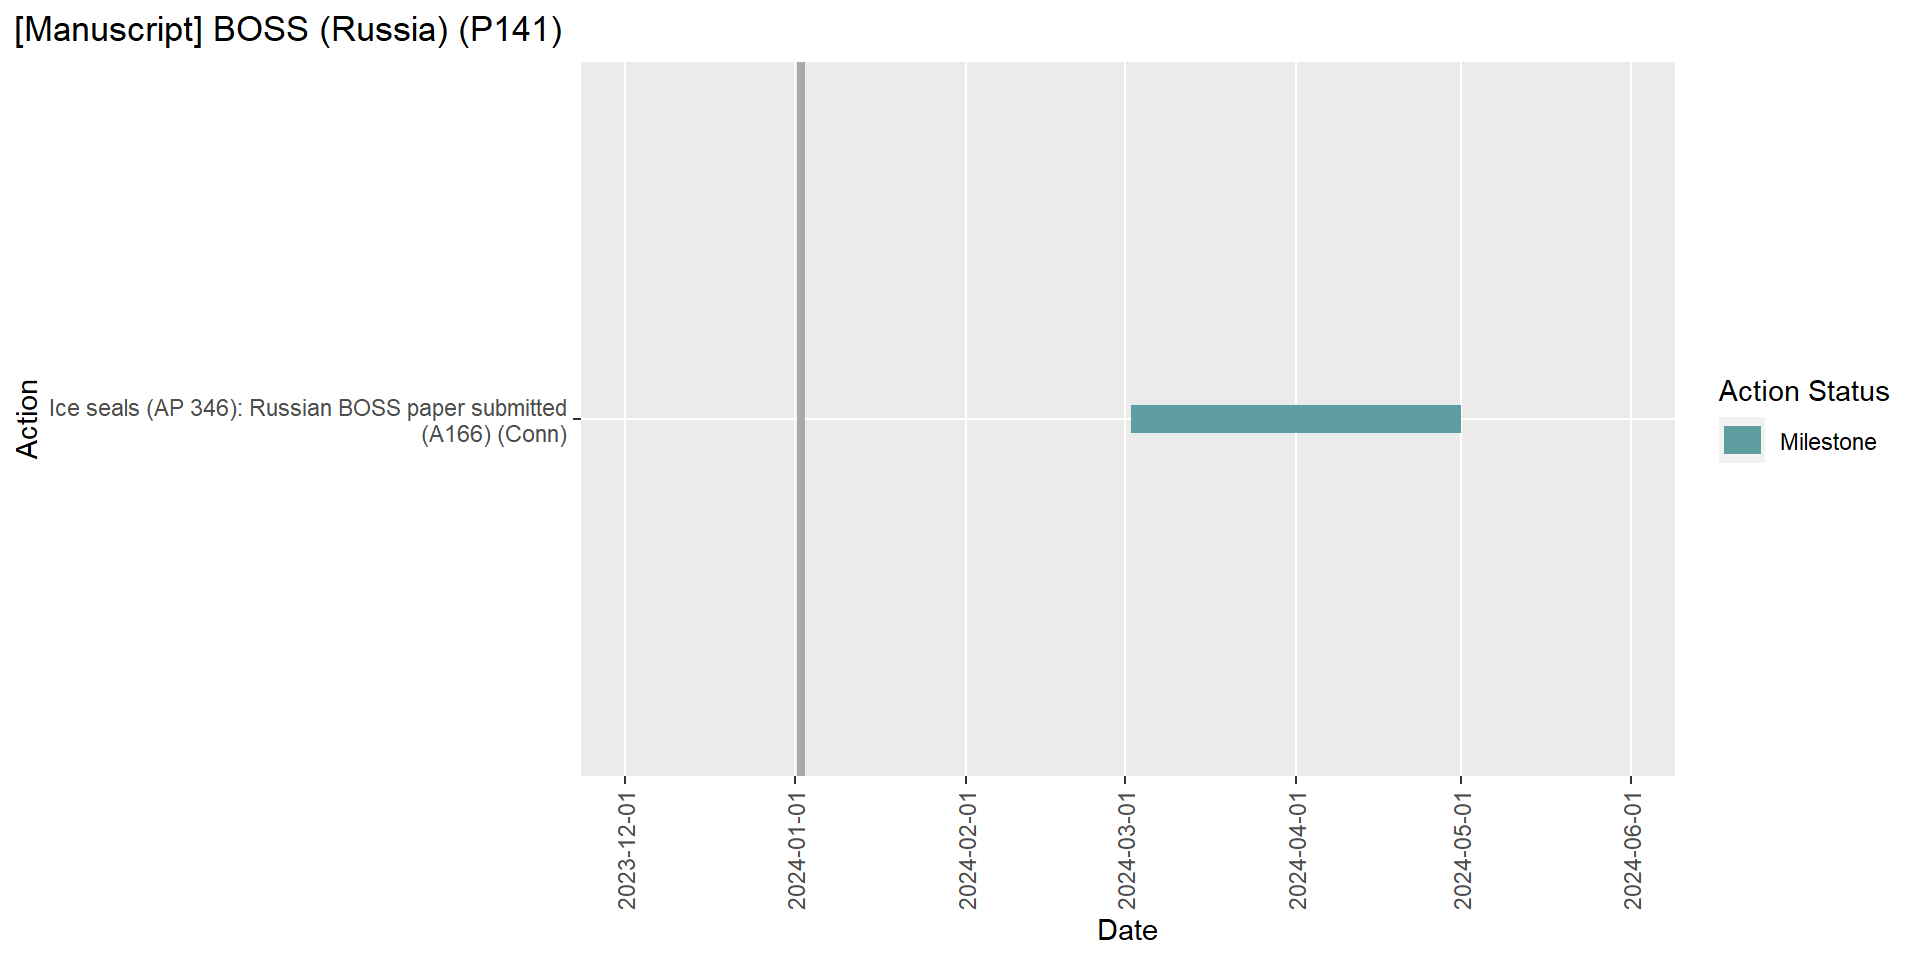 [Manuscript] BOSS (Russia) (P141)
Action
Ice seals (AP 346): Russian BOSS paper submitted
(A166) (Conn)
2023-12-01
2024-01-01
2024-02-01
2024-03-01
2024-04-01
2024-05-01
2024-06-01
Date
Action Status
Milestone